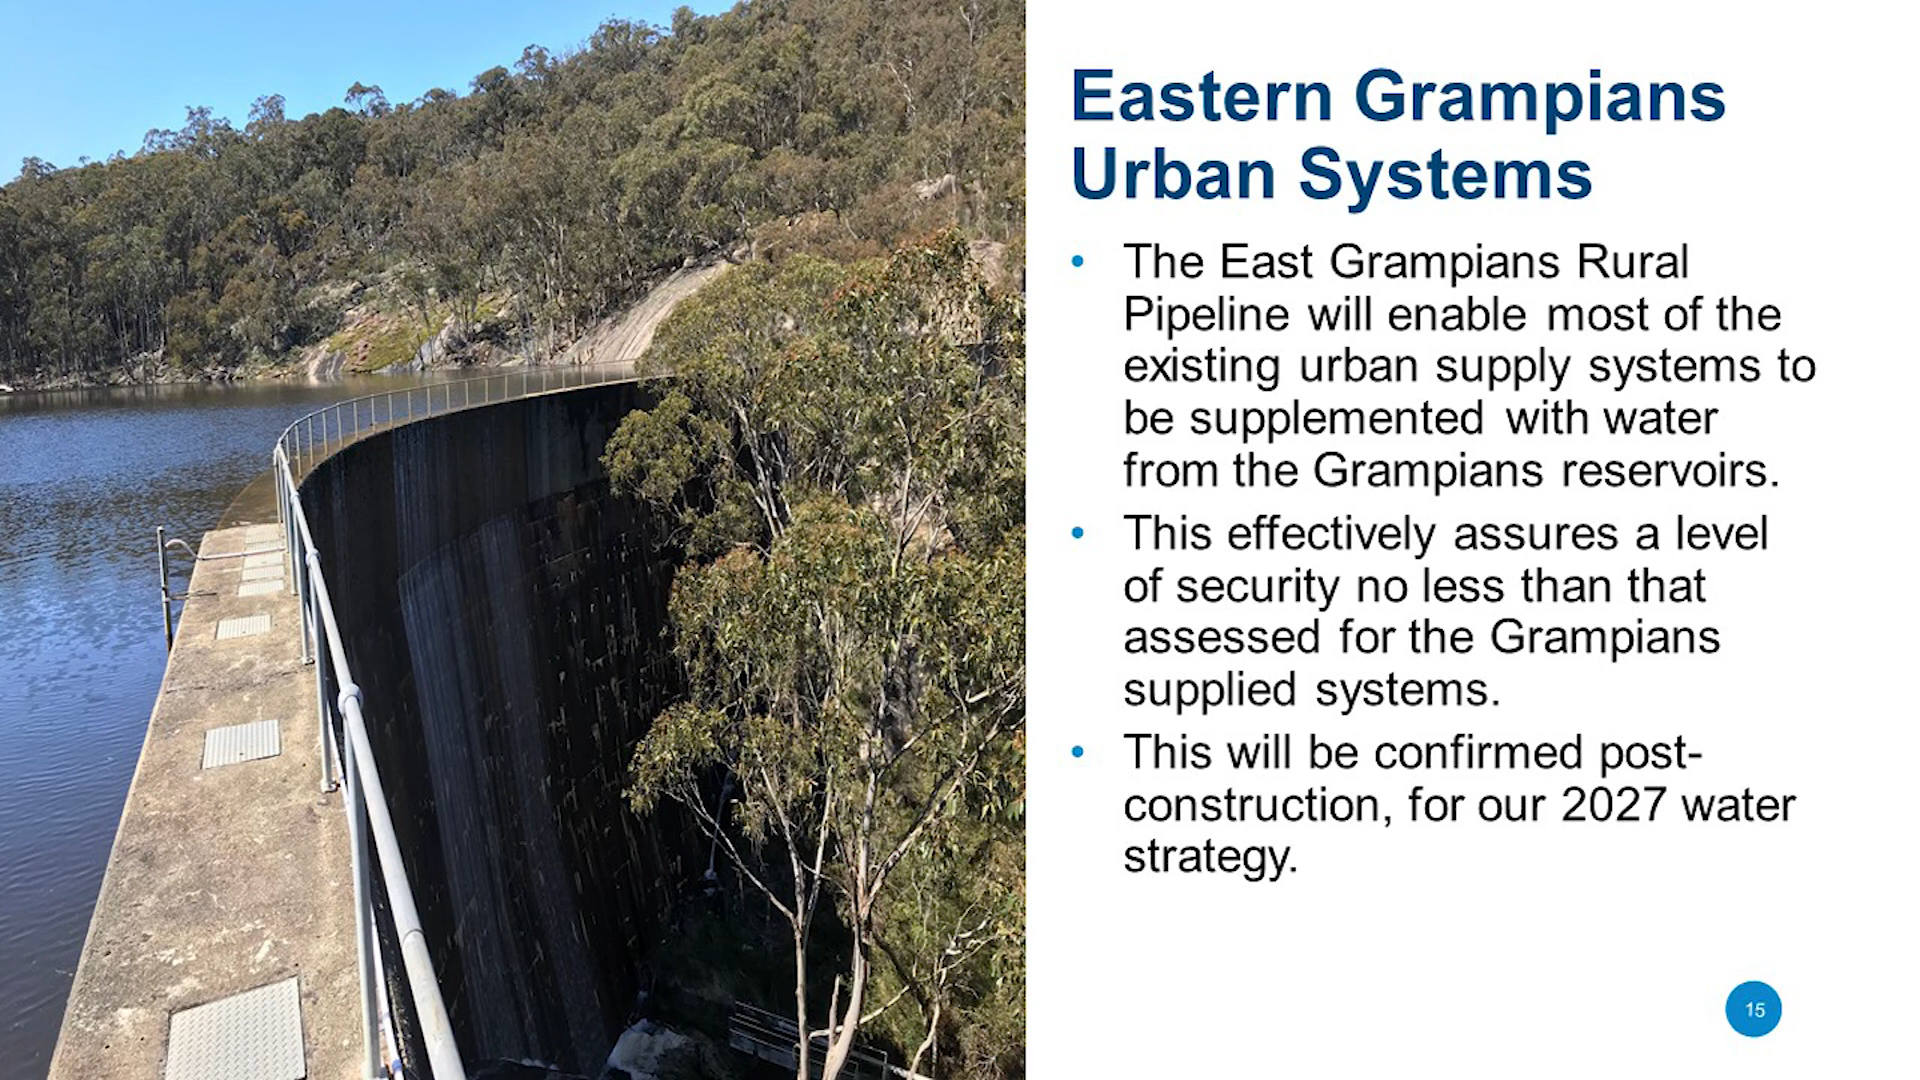 Eastern Grampians
Urban Systems
• The East Grampians Rural
Pipeline will enable most of the
existing urban supply systems to
be supplemented with water
from the Grampians reservoirs.
• This effectively assures a level
of security no less than that
assessed for the Grampians
supplied systems.
• This will be confirmed post-
construction, for our 2027 water
strategy.
15